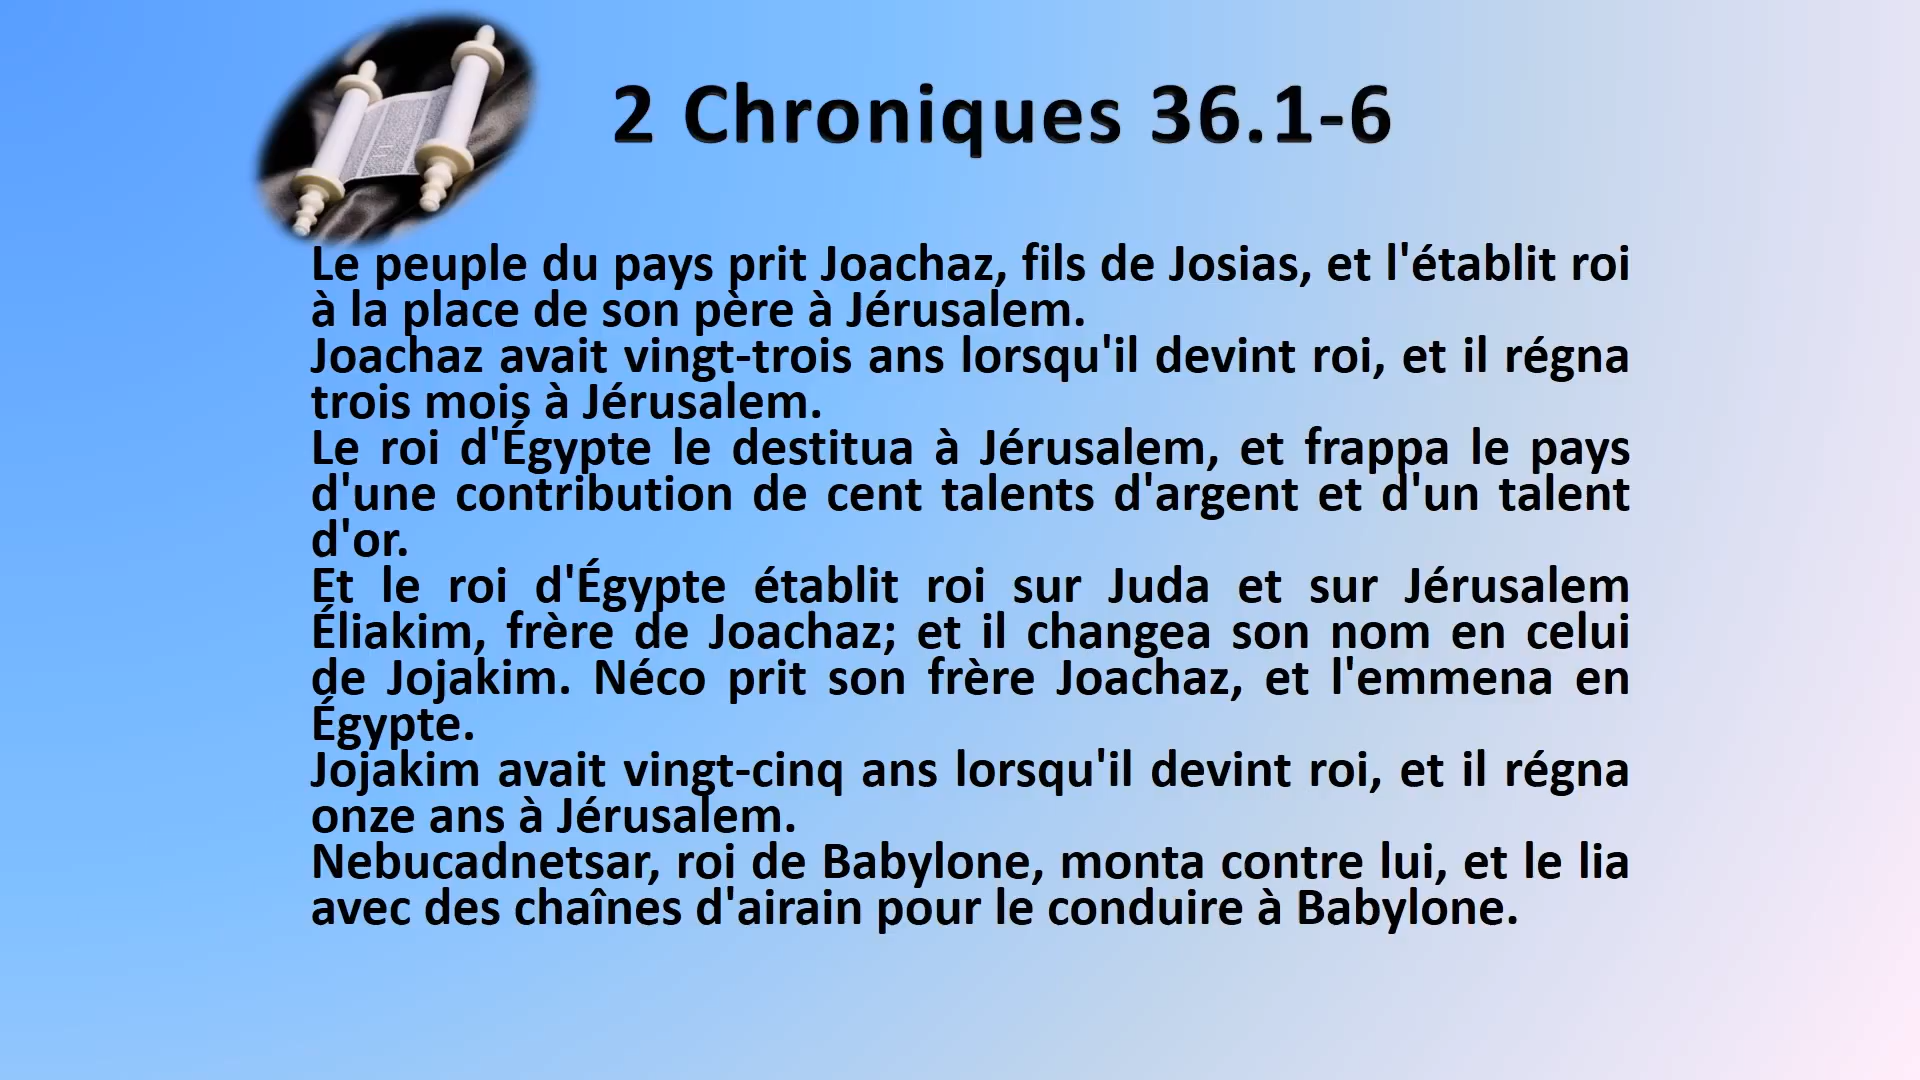 2 Chroniques 36.1-6
Le peuple du pays prit Joachaz, fils de Josias, et l'établit roi
à la place de son père à Jérusalem.
Joachaz avait vingt-trois ans lorsqu'il devint roi, et il régna
trois mois à Jérusalem.
Le roi d'Égypte le destitua à Jérusalem, et frappa le pays
d'une contribution de cent talents d'argent et d'un talent
d'or.
Et le roi d'Égypte établit roi sur Juda et sur Jérusalem
Éliakim, frère de Joachaz; et il changea son nom en celui
de Jojakim. Néco prit son frère Joachaz, et l'emmena en
Égypte.
Jojakim avait vingt-cinq ans lorsqu'il devint roi, et il régna
onze ans à Jérusalem.
Nebucadnetsar, roi de Babylone, monta contre lui, et le lia
avec des chaînes d'airain pour le conduire à Babylone.